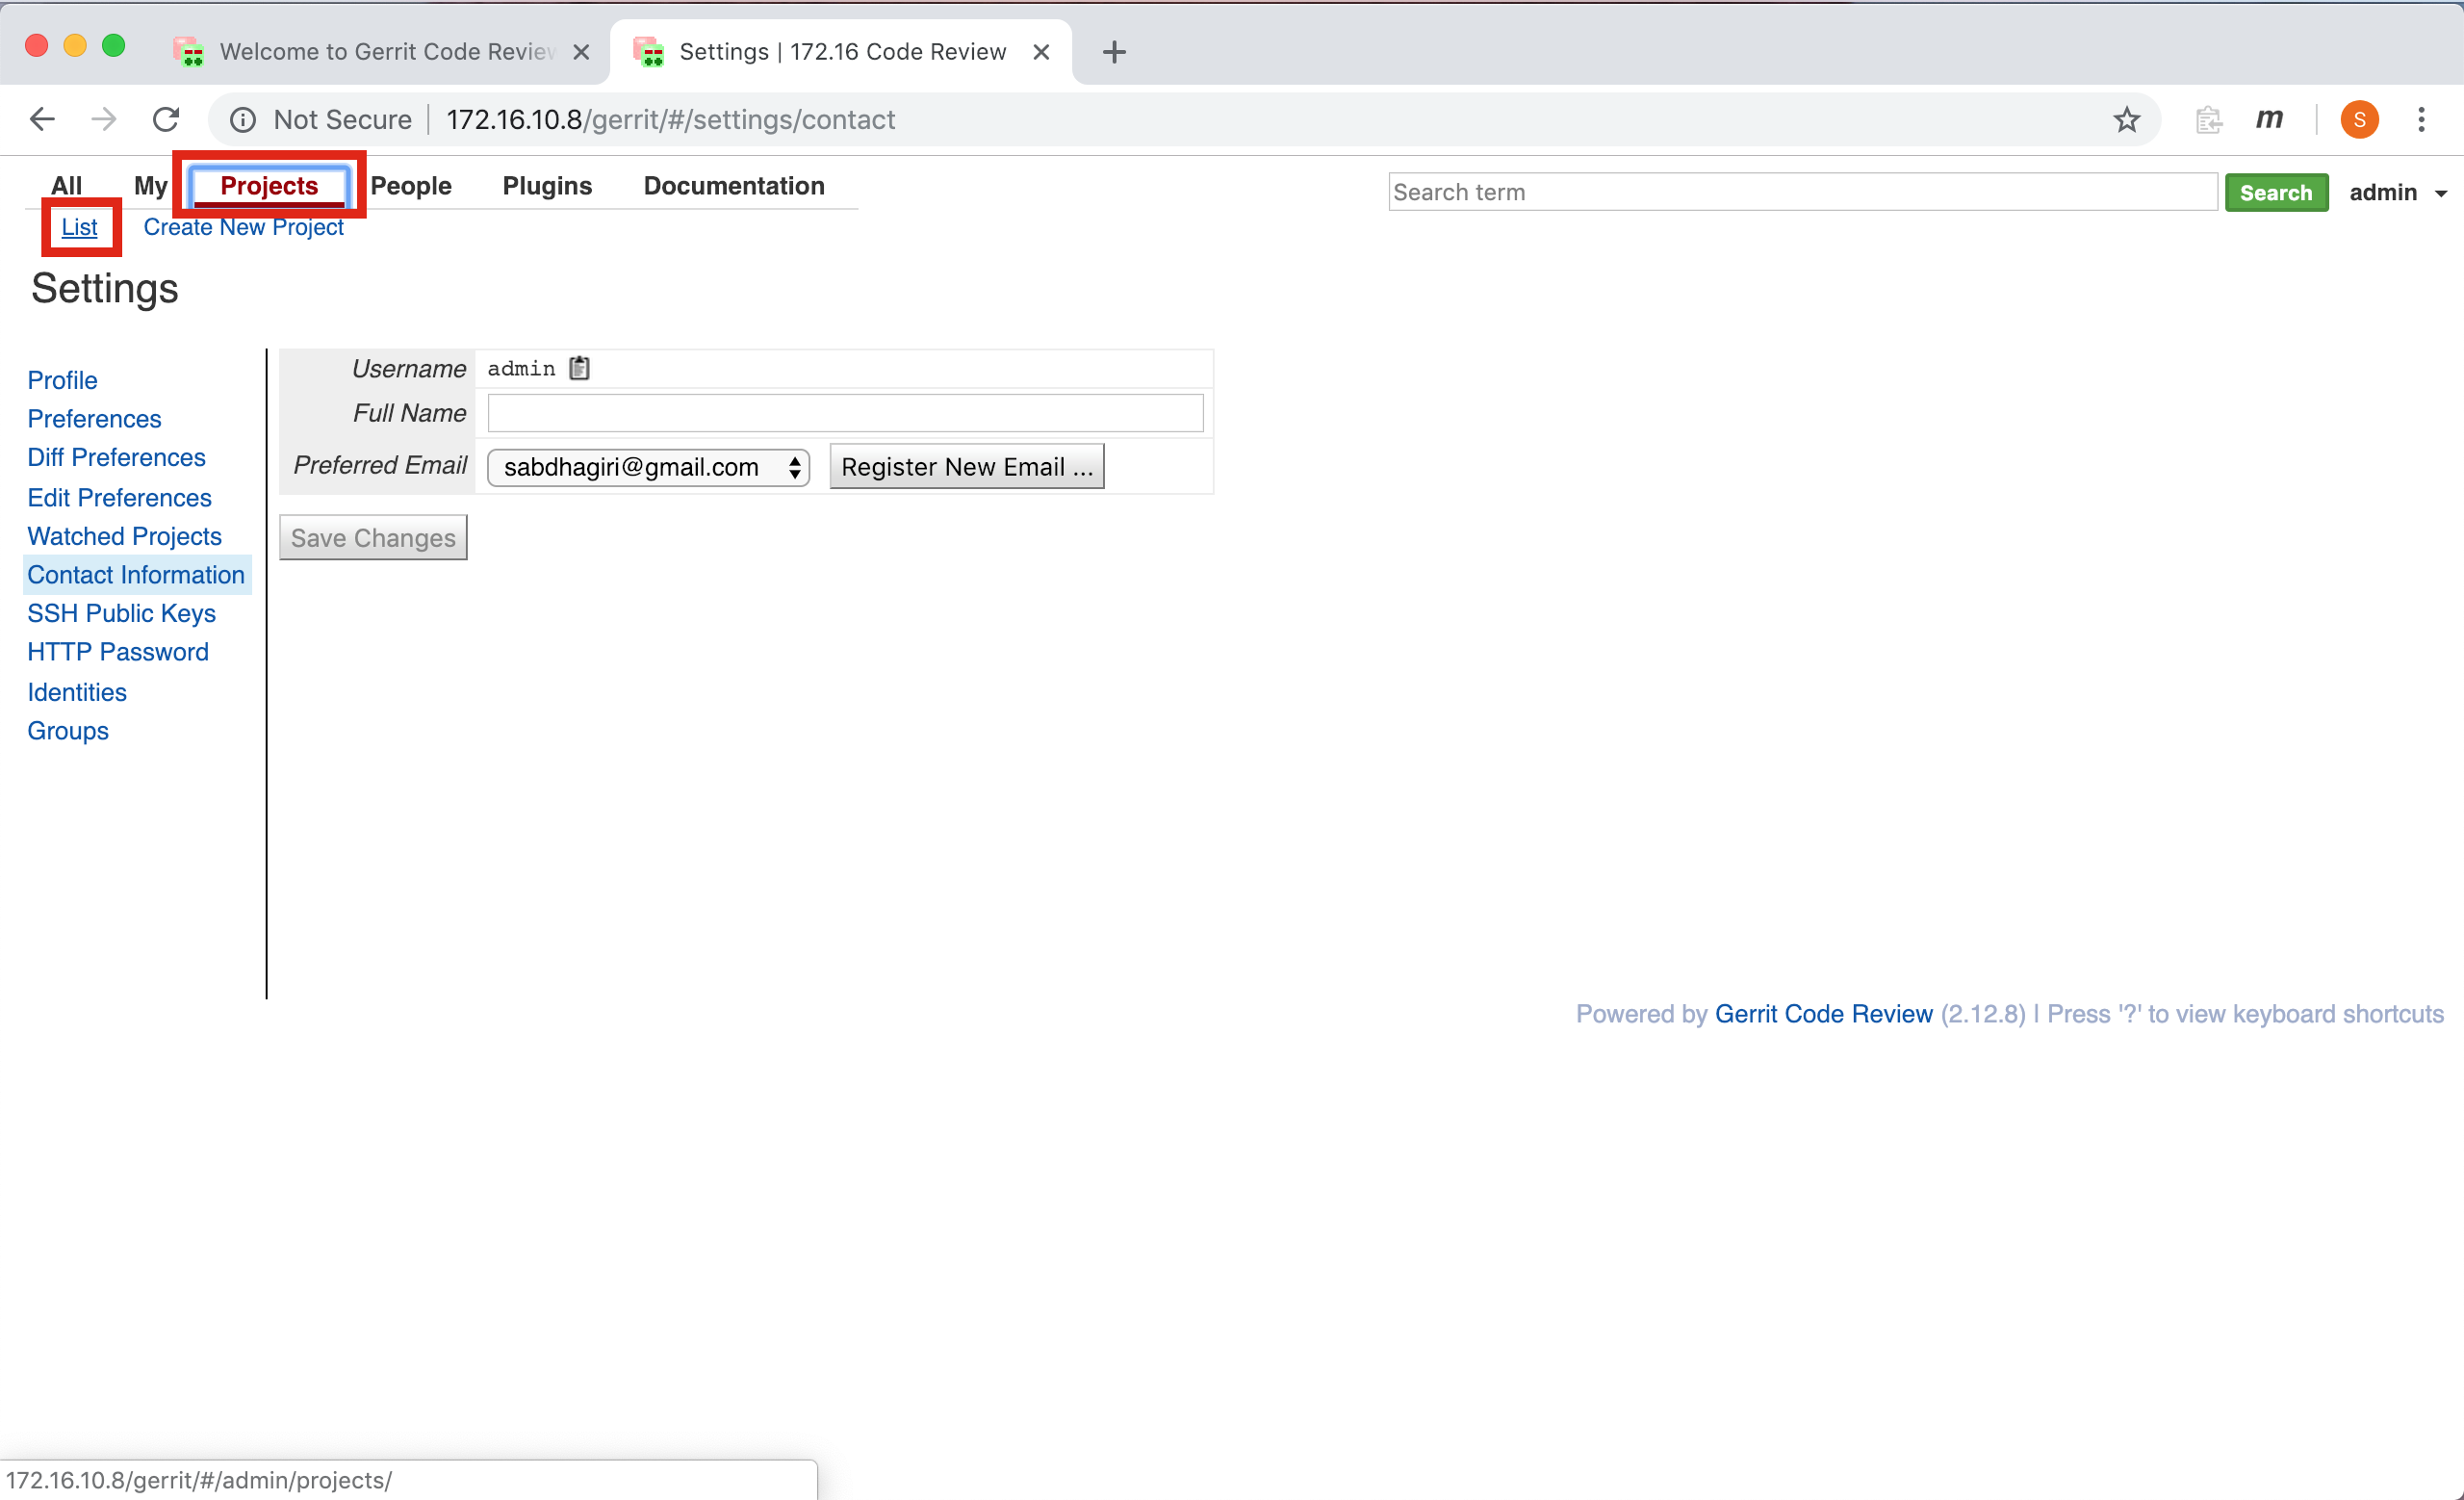 Welcome to Gerrit Code Review
Settings | 172.16 Code Review
Not Secure 172.16.10.8/gerrit/#/settings/contact
m
S
All My Projects People Plugins Documentation
Search term Search admin
List Create New Project
Settings
Profile
Preferences
Diff Preferences
Edit Preferences
Watched Projects
Contact Information
SSH Public Keys
HTTP Password
Identities
Groups
Username admin
Full Name
Preferred Email sabdhagiri@gmail.com Register New Email ...
Save Changes
Powered by Gerrit Code Review (2.12.8) | Press '?' to view keyboard shortcuts
172.16.10.8/gerrit/#/admin/projects/